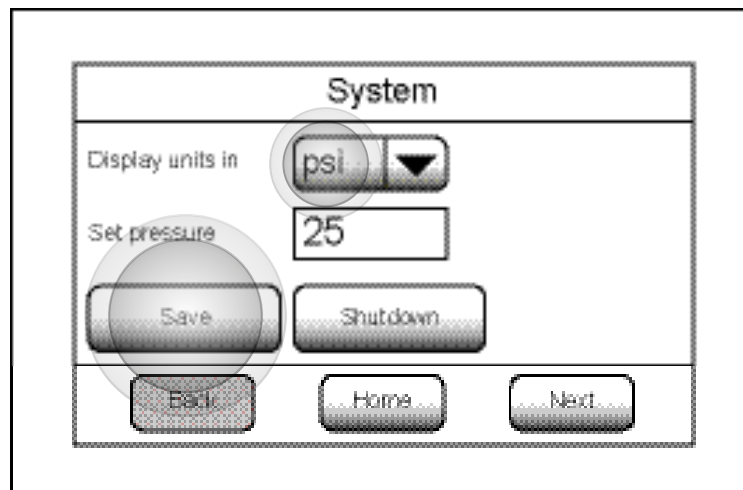 System
Display units in psi
Set pressure 25
Save Shutdown
Back Home Next